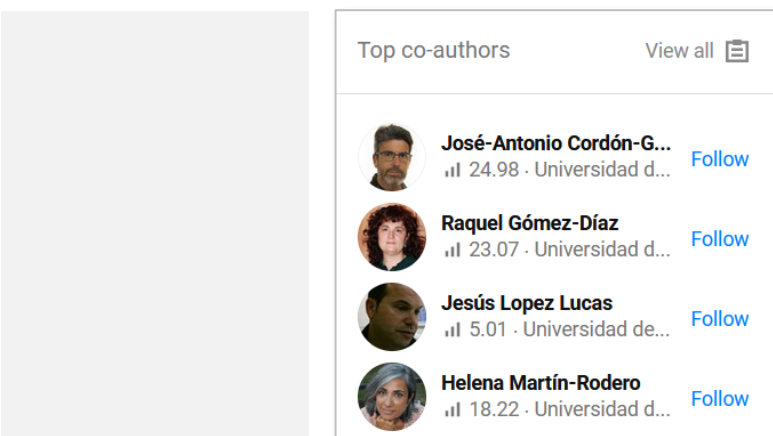 Top co-authors View all
José-Antonio Cordón-G...
24.98 · Universidad d...
Follow
Raquel Gómez-Díaz
23.07 · Universidad d...
Follow
Jesús Lopez Lucas
5.01 · Universidad de...
Follow
Helena Martín-Rodero
18.22 · Universidad d...
Follow